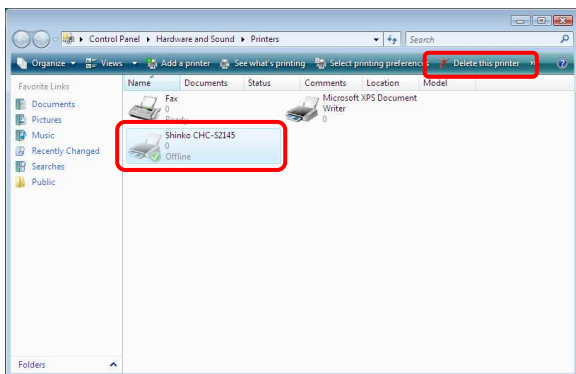 Control Panel ▸ Hardware and Sound ▸ Printers
Search
Organize
Views
Add a printer
See what's printing
Select printing preferences
Delete this printer
»
Favorite Links
Documents
Pictures
Music
Recently Changed
Searches
Public
Folders
Name Documents Status Comments Location Model
Fax
0
Ready
Microsoft XPS Document
Writer
0
Shinko CHC-S2145
0
Offline